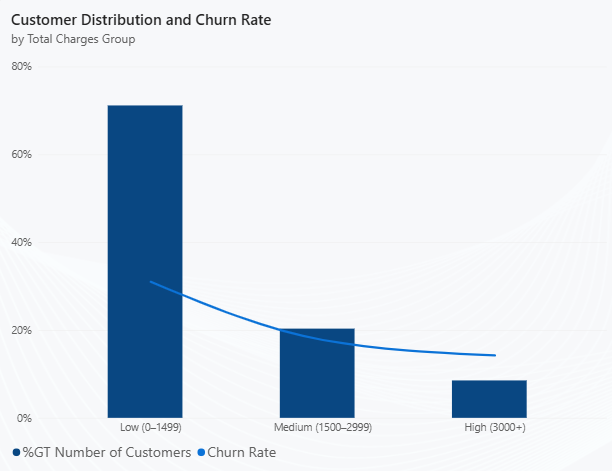 Customer Distribution and Churn Rate
by Total Charges Group
80%
60%
40%
20%
0%
Low (0–1499) Medium (1500–2999) High (3000+)
%GT Number of Customers Churn Rate